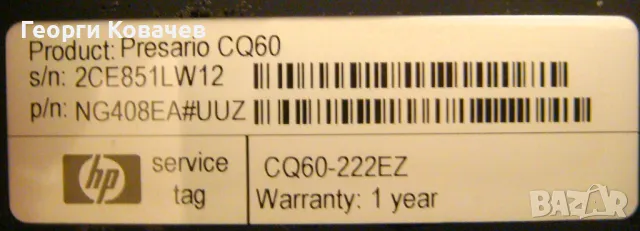 Георги Ковачев
Product: Presario CQ60
s/n: 2CE851LW12
p/n: NG408EA#UUZ
hp service tag
CQ60-222EZ
Warranty: 1 year
BAZAR